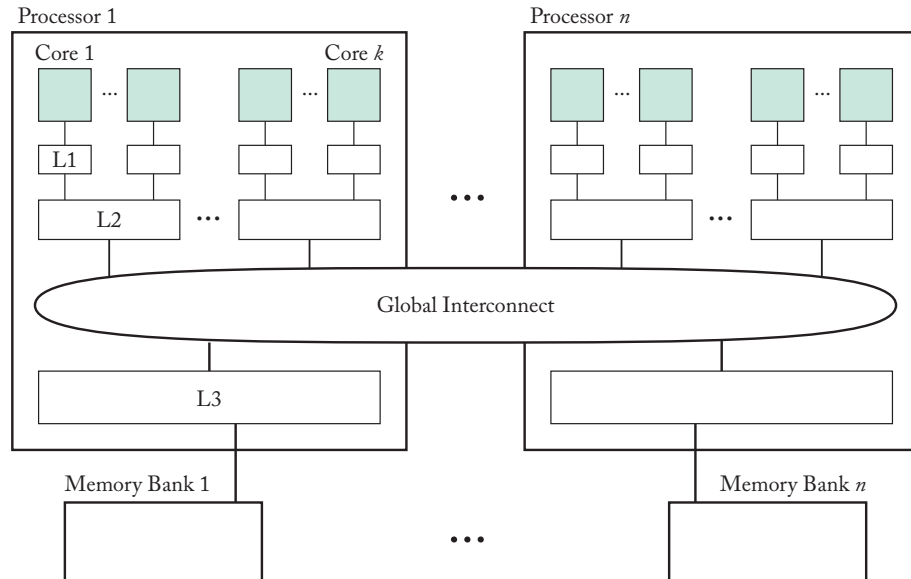 Processor 1
Processor n
Core 1
Core k
...
...
...
...
L1
...
L2
...
...
Global Interconnect
L3
Memory Bank 1
Memory Bank n
...